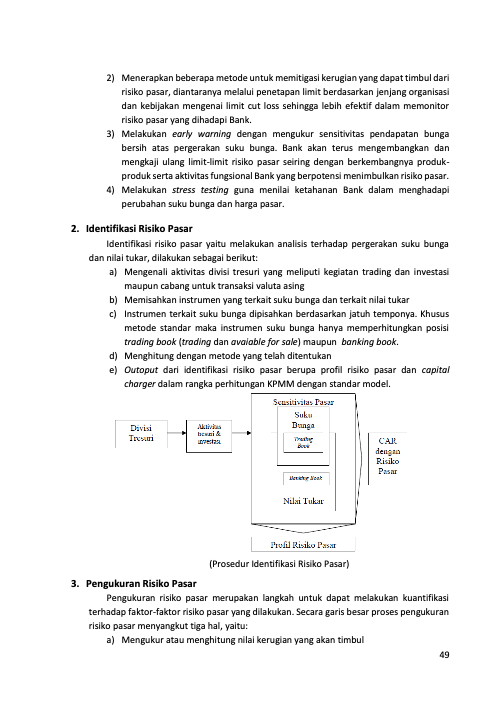 2) Menerapkan beberapa metode untuk memitigasi kerugian yang dapat timbul dari
risiko pasar, diantaranya melalui penetapan limit berdasarkan jenjang organisasi
dan kebijakan mengenai limit cut loss sehingga lebih efektif dalam memonitor
risiko pasar yang dihadapi Bank.
3) Melakukan early warning dengan mengukur sensitivitas pendapatan bunga
bersih atas pergerakan suku bunga. Bank akan terus mengembangkan dan
mengkaji ulang limit-limit risiko pasar seiring dengan berkembangnya produk-
produk serta aktivitas fungsional Bank yang berpotensi menimbulkan risiko pasar.
4) Melakukan stress testing guna menilai ketahanan Bank dalam menghadapi
perubahan suku bunga dan harga pasar.
2. Identifikasi Risiko Pasar
Identifikasi risiko pasar yaitu melakukan analisis terhadap pergerakan suku bunga
dan nilai tukar, dilakukan sebagai berikut:
a) Mengenali aktivitas divisi tresuri yang meliputi kegiatan trading dan investasi
maupun cabang untuk transaksi valuta asing
b) Memisahkan instrumen yang terkait suku bunga dan terkait nilai tukar
c) Instrumen terkait suku bunga dipisahkan berdasarkan jatuh temponya. Khusus
metode standar maka instrumen suku bunga hanya memperhitungkan posisi
trading book (trading dan avaiable for sale) maupun banking book.
d) Menghitung dengan metode yang telah ditentukan
e) Outoput dari identifikasi risiko pasar berupa profil risiko pasar dan capital
charger dalam rangka perhitungan KPMM dengan standar model.
Divisi
Tresuri
Aktivitas
tresuri &
investasi
Sensitivitas Pasar
Suku
Bunga
Trading
Book
Banking Book
Nilai Tukar
CAR
dengan
Risiko
Pasar
Profil Risiko Pasar
(Prosedur Identifikasi Risiko Pasar)
3. Pengukuran Risiko Pasar
Pengukuran risiko pasar merupakan langkah untuk dapat melakukan kuantifikasi
terhadap faktor-faktor risiko pasar yang dilakukan. Secara garis besar proses pengukuran
risiko pasar menyangkut tiga hal, yaitu:
a) Mengukur atau menghitung nilai kerugian yang akan timbul
49